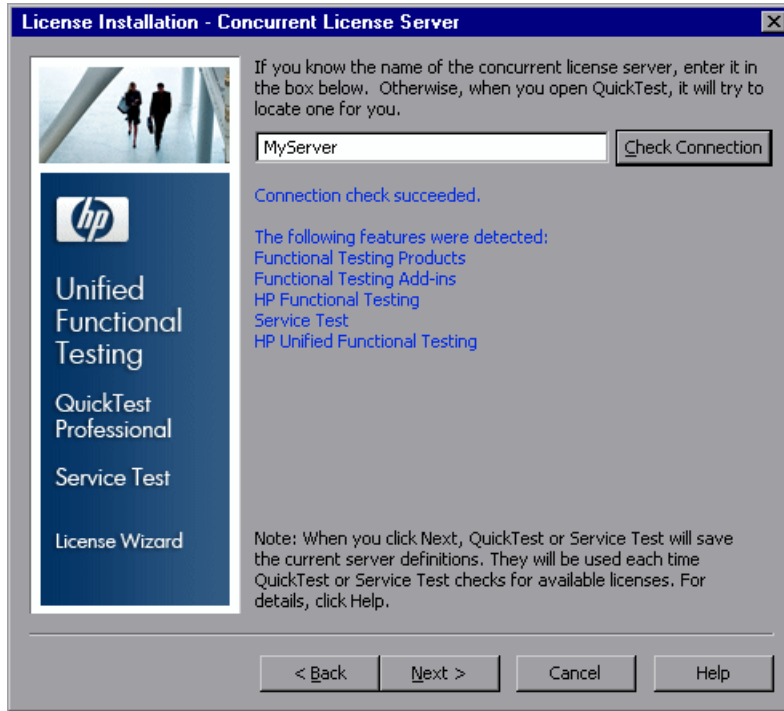 License Installation - Concurrent License Server
If you know the name of the concurrent license server, enter it in
the box below. Otherwise, when you open QuickTest, it will try to
locate one for you.
MyServer
Check Connection
Connection check succeeded.
The following features were detected:
Functional Testing Products
Functional Testing Add-ins
HP Functional Testing
Service Test
HP Unified Functional Testing
hp
Unified
Functional
Testing
QuickTest
Professional
Service Test
License Wizard
Note: When you click Next, QuickTest or Service Test will save
the current server definitions. They will be used each time
QuickTest or Service Test checks for available licenses. For
details, click Help.
< Back
Next >
Cancel
Help